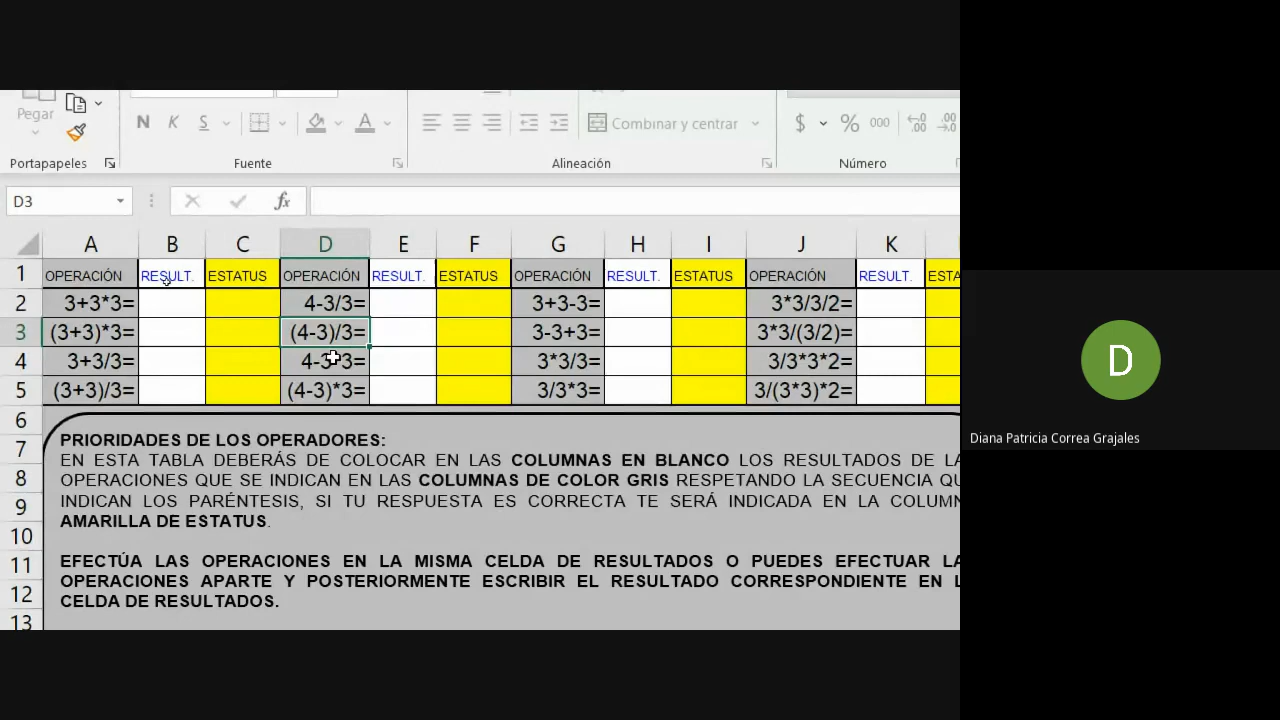 Pegar
N K S A Combinar y centrar $ % 000
Portapapeles Fuente Alineación Número
D3 fx
A B C D E F G H I J K
1 OPERACIÓN RESULT. ESTATUS OPERACIÓN RESULT. ESTATUS OPERACIÓN RESULT. ESTATUS OPERACIÓN RESULT. ESTA
2 3+3*3= 4-3/3= 3+3-3= 3*3/3/2=
3 (3+3)*3= (4-3)/3= 3-3+3= 3*3/(3/2)=
4 3+3/3= 4-3*3= 3*3/3= 3/3*3*2=
5 (3+3)/3= (4-3)*3= 3/3*3= 3/(3*3)*2=
6
7 PRIORIDADES DE LOS OPERADORES:
EN ESTA TABLA DEBERÁS DE COLOCAR EN LAS COLUMNAS EN BLANCO LOS RESULTADOS DE LA
8 OPERACIONES QUE SE INDICAN EN LAS COLUMNAS DE COLOR GRIS RESPETANDO LA SECUENCIA QU
9 INDICAN LOS PARÉNTESIS, SI TU RESPUESTA ES CORRECTA TE SERÁ INDICADA EN LA COLUMN
10 AMARILLA DE ESTATUS.
11 EFECTÚA LAS OPERACIONES EN LA MISMA CELDA DE RESULTADOS O PUEDES EFECTUAR LA
12 OPERACIONES APARTE Y POSTERIORMENTE ESCRIBIR EL RESULTADO CORRESPONDIENTE EN L
13 CELDA DE RESULTADOS.
D
Diana Patricia Correa Grajales